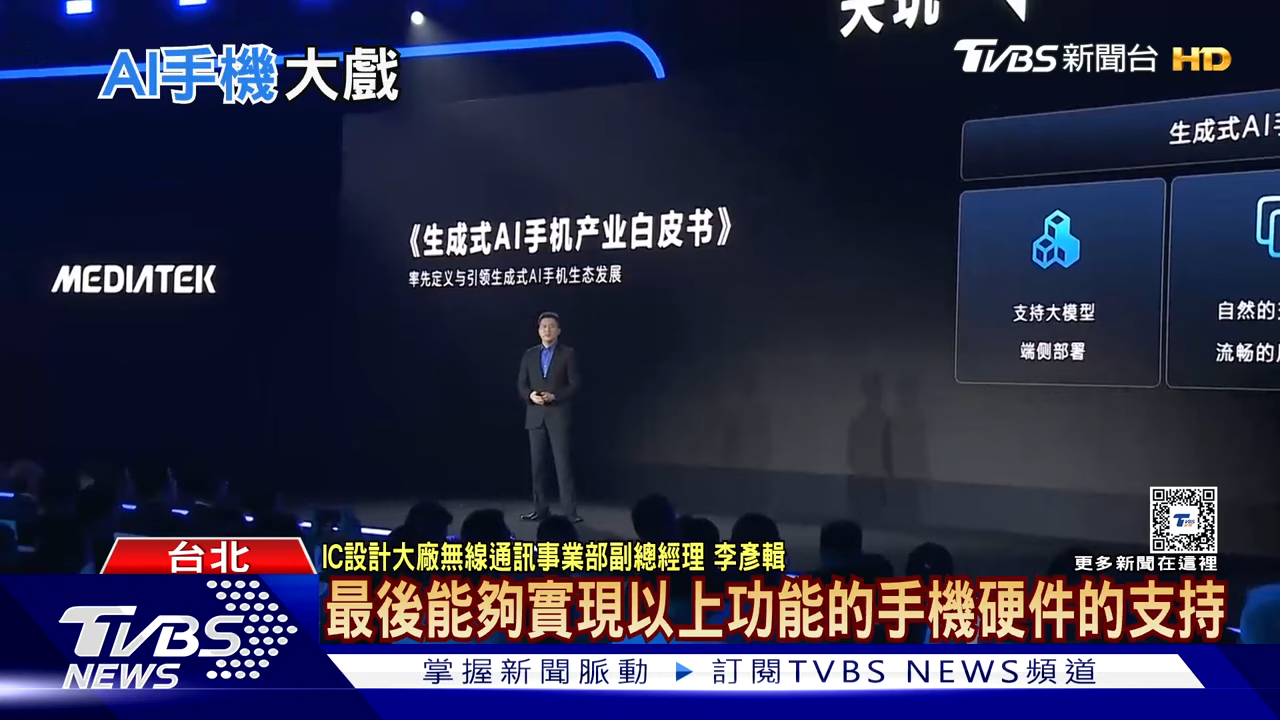 AI手機大戲
TVBS新聞台 HD
生成式AI
MEDIATEK
《生成式AI手机产业白皮书》
率先定义与引领生成式AI手机生态发展
支持大模型
端侧部署
自然的
流畅的
TVBS
更多新聞在這裡
台北
IC設計大廠無線通訊事業部副總經理 李彥輯
最後能夠實現以上功能的手機硬件的支持
TVBS
NEWS
掌握新聞脈動 ▶ 訂閱TVBS NEWS頻道